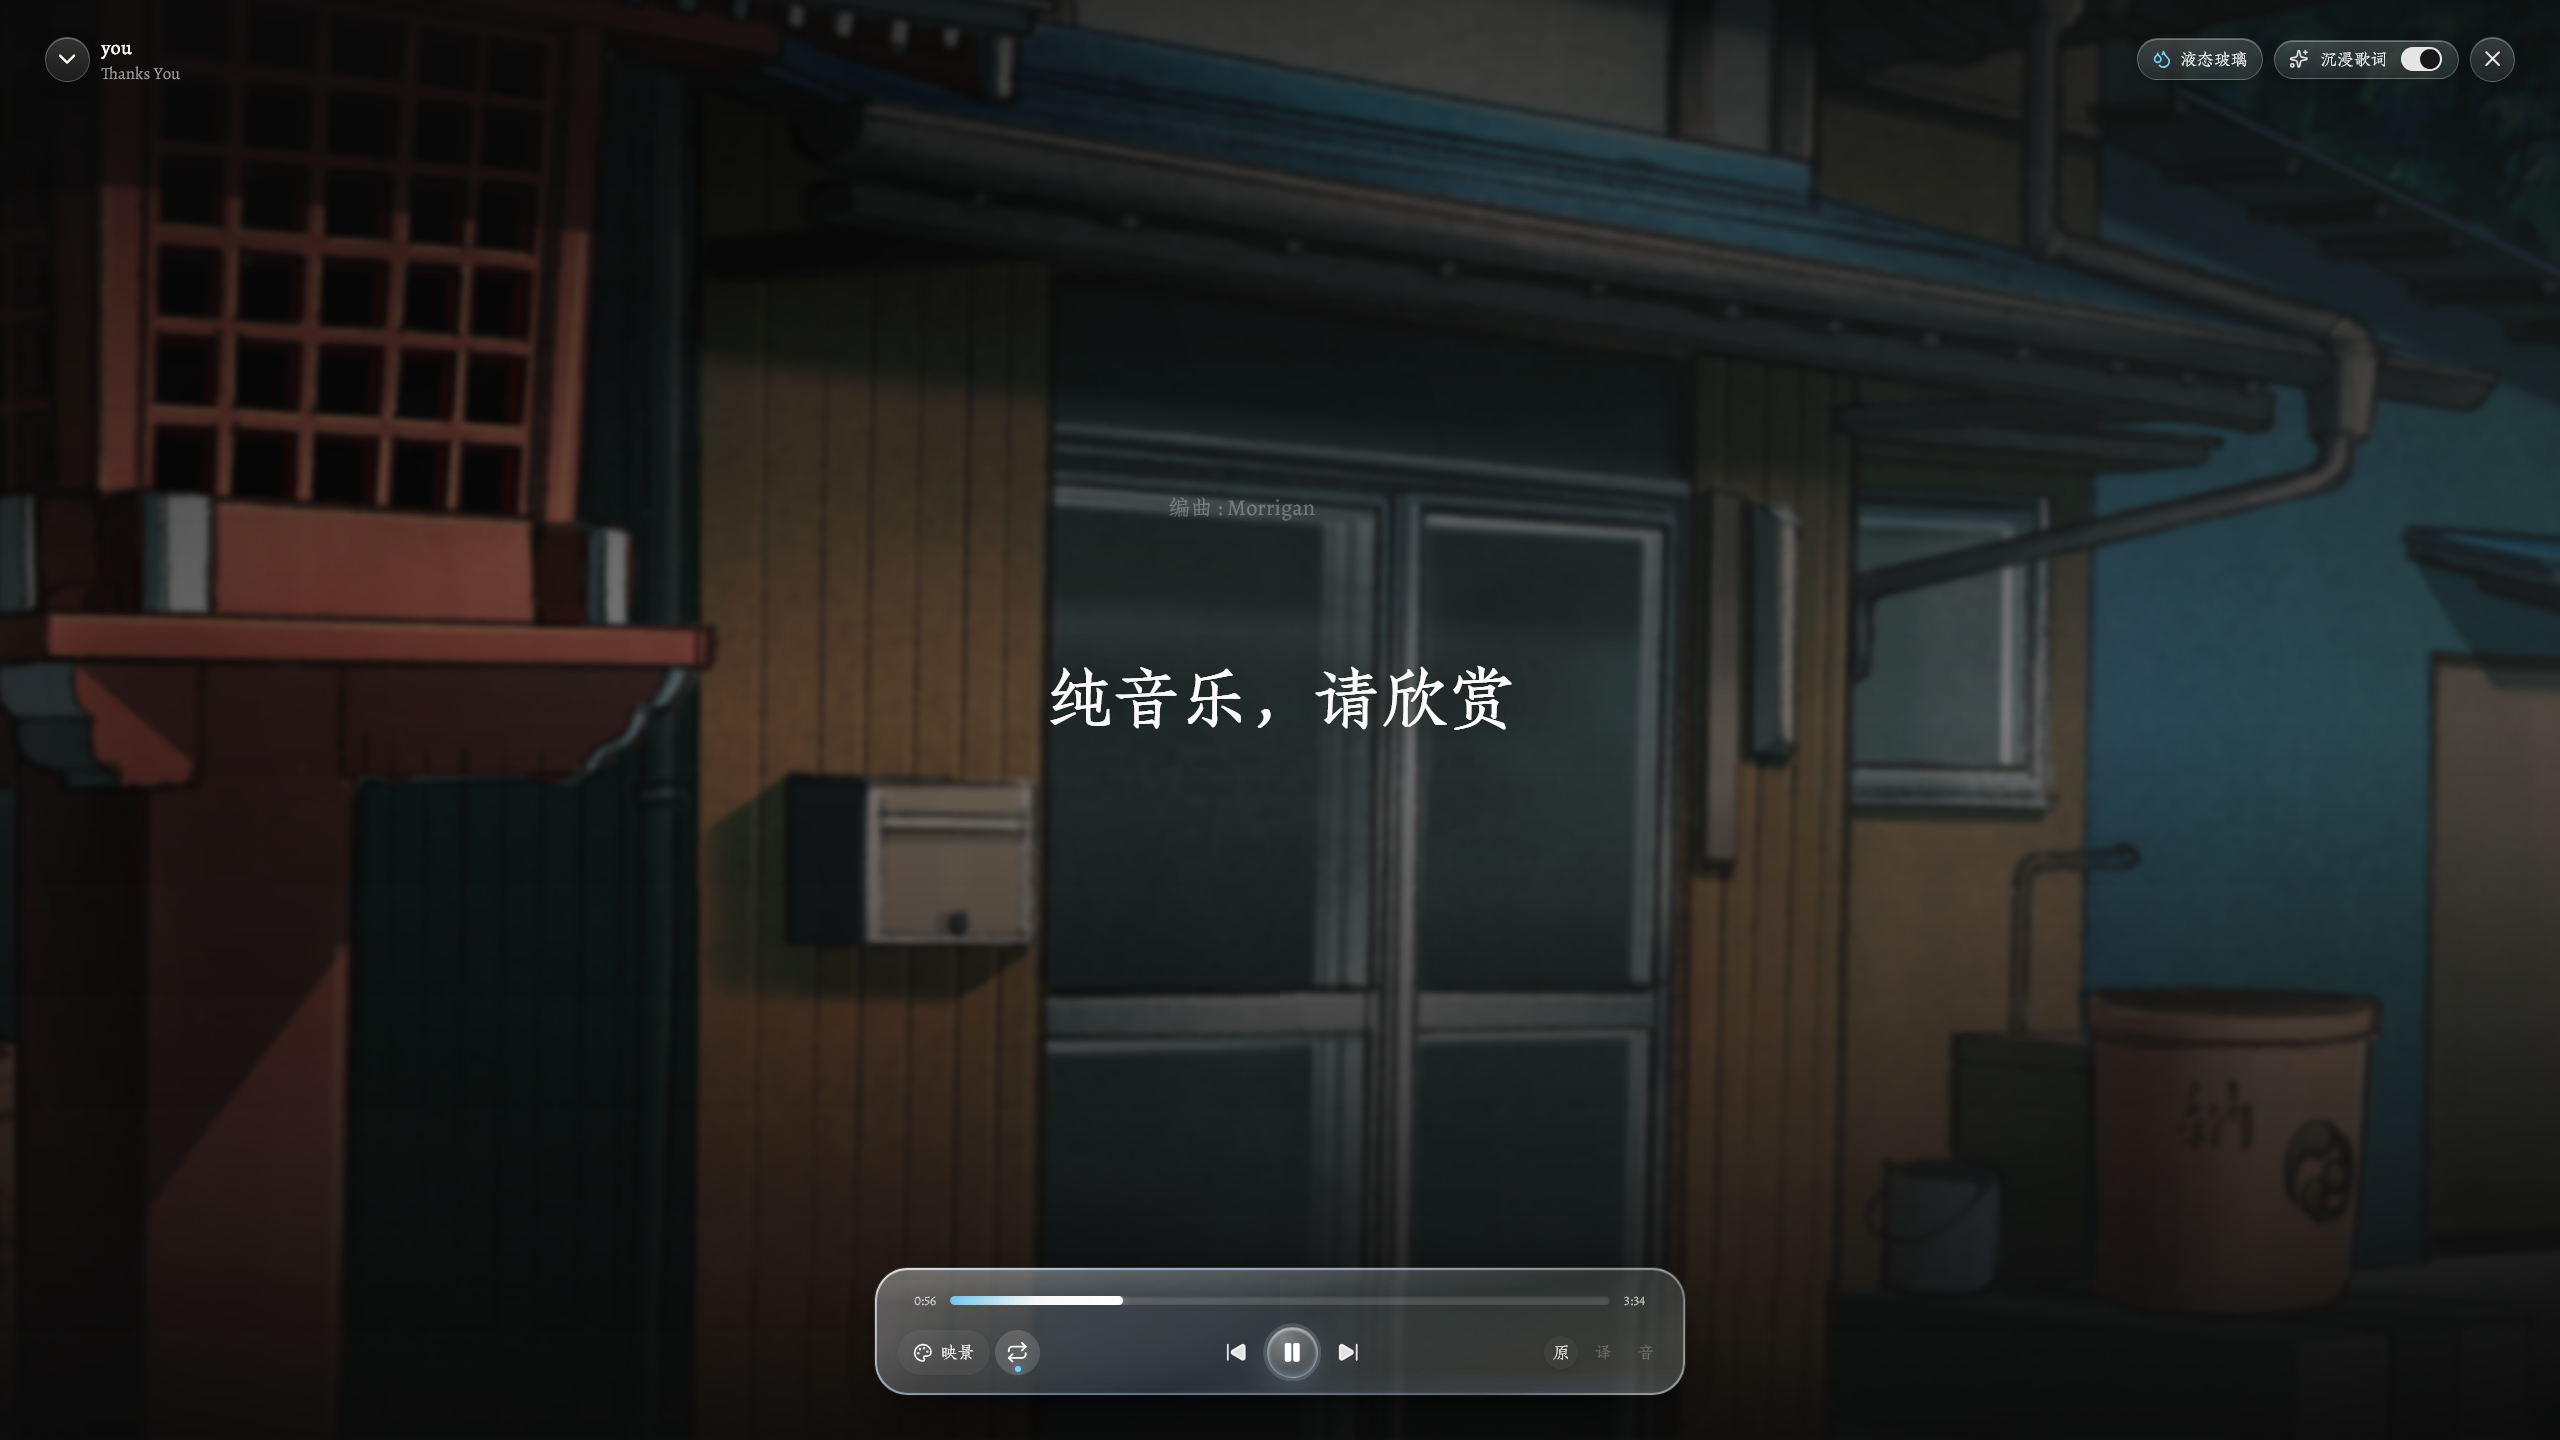 you
Thanks You
液态玻璃
沉浸歌词
编曲 : Morrigan
纯音乐，请欣赏
納
0:56
3:34
映景
原
译
音